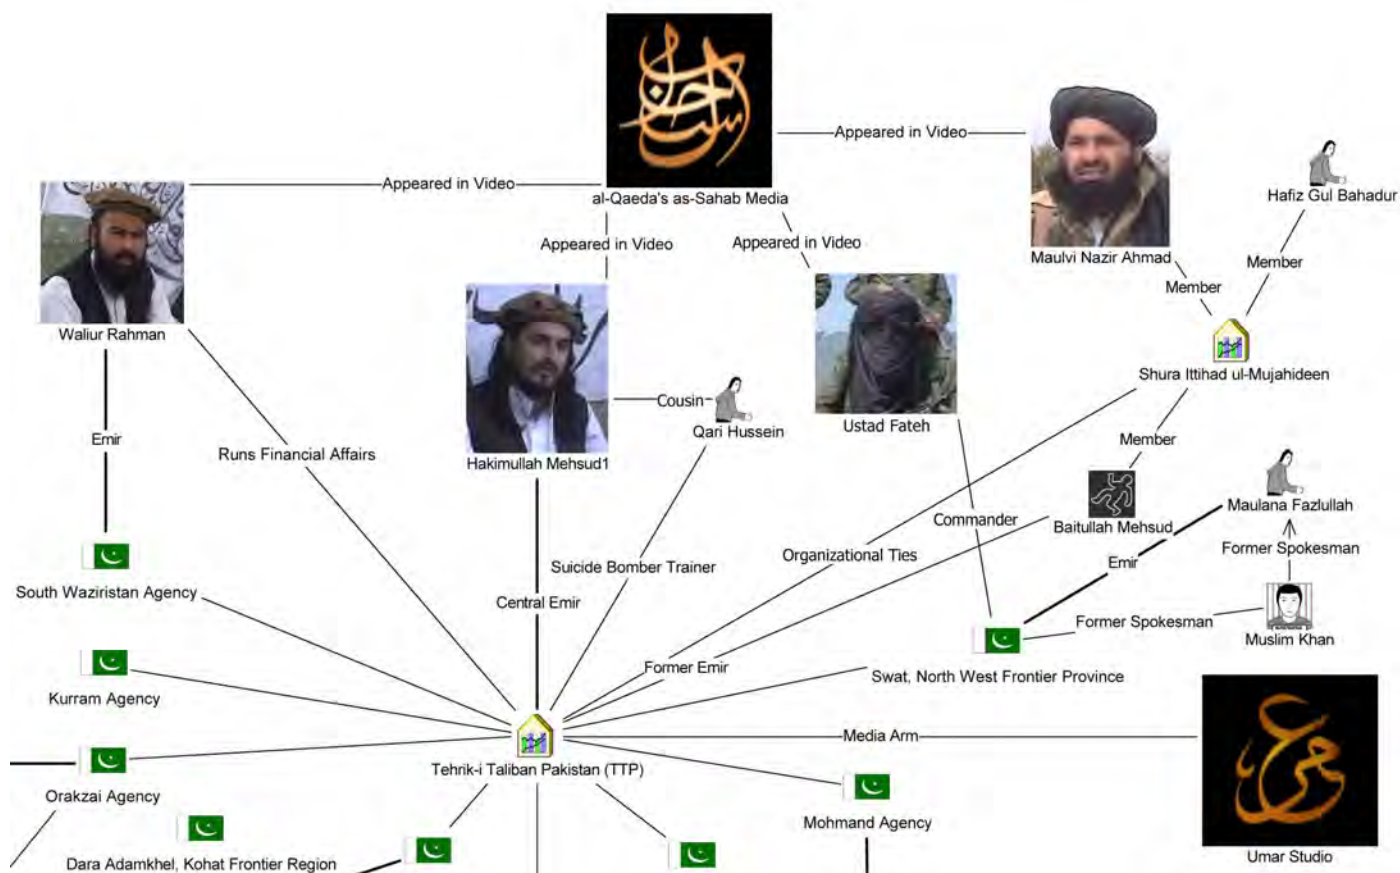 Appeared in Video
Appeared in Video
al-Qaeda's as-Sahab Media
Hafiz Gul Bahadur
Appeared in Video
Appeared in Video
Maulvi Nazir Ahmad
Member
Member
Waliur Rahman
Shura Ittihad ul-Mujahideen
Cousin
Qari Hussein
Ustad Fateh
Member
Emir
Runs Financial Affairs
Hakimullah Mehsud1
Maulana Fazlullah
Commander
Baitullah Mehsud
Former Spokesman
Organizational Ties
Emir
Suicide Bomber Trainer
South Waziristan Agency
Central Emir
Former Spokesman
Muslim Khan
Former Emir
Swat, North West Frontier Province
Kurram Agency
Media Arm
Tehrik-i Taliban Pakistan (TTP)
Orakzai Agency
Mohmand Agency
Dara Adamkhel, Kohat Frontier Region
Umar Studio